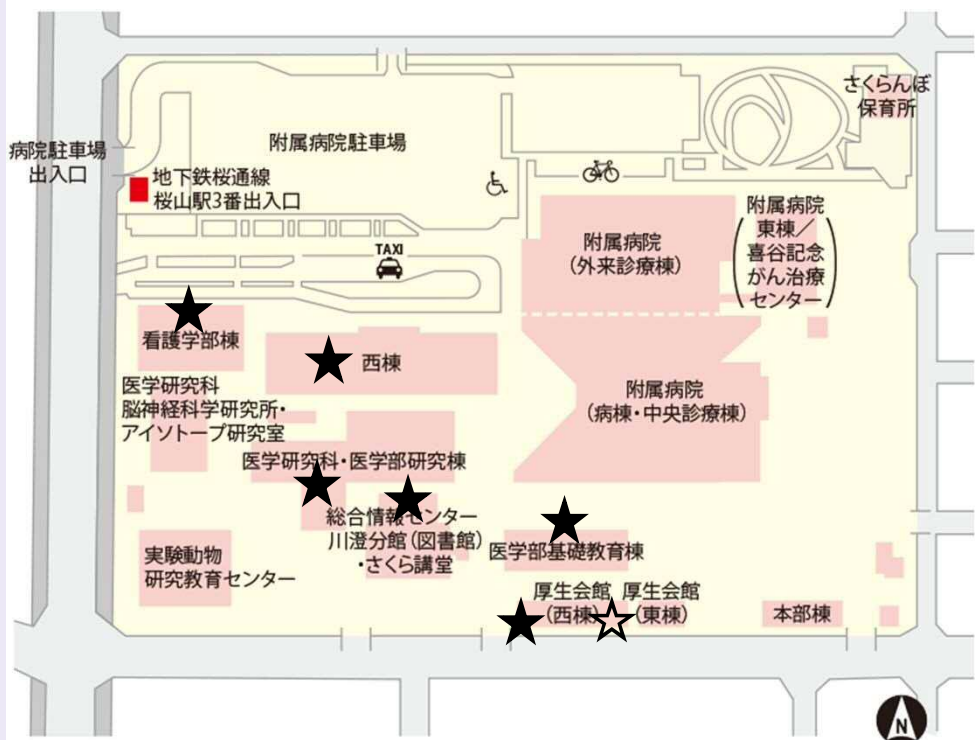 さくらんぼ
保育所
病院駐車場
出入口
附属病院駐車場
地下鉄桜通線
桜山駅3番出入口
TAXI
附属病院
(外来診療棟)
附属病院
東棟/
喜谷記念
がん治療
センター
看護学部棟
西棟
医学研究科
脳神経科学研究所・
アイソトープ研究室
附属病院
(病棟・中央診療棟)
医学研究科・医学部研究棟
総合情報センター
川澄分館(図書館)
・さくら講堂
医学部基礎教育棟
実験動物
研究教育センター
厚生会館
(西棟)
厚生会館
(東棟)
本部棟
N